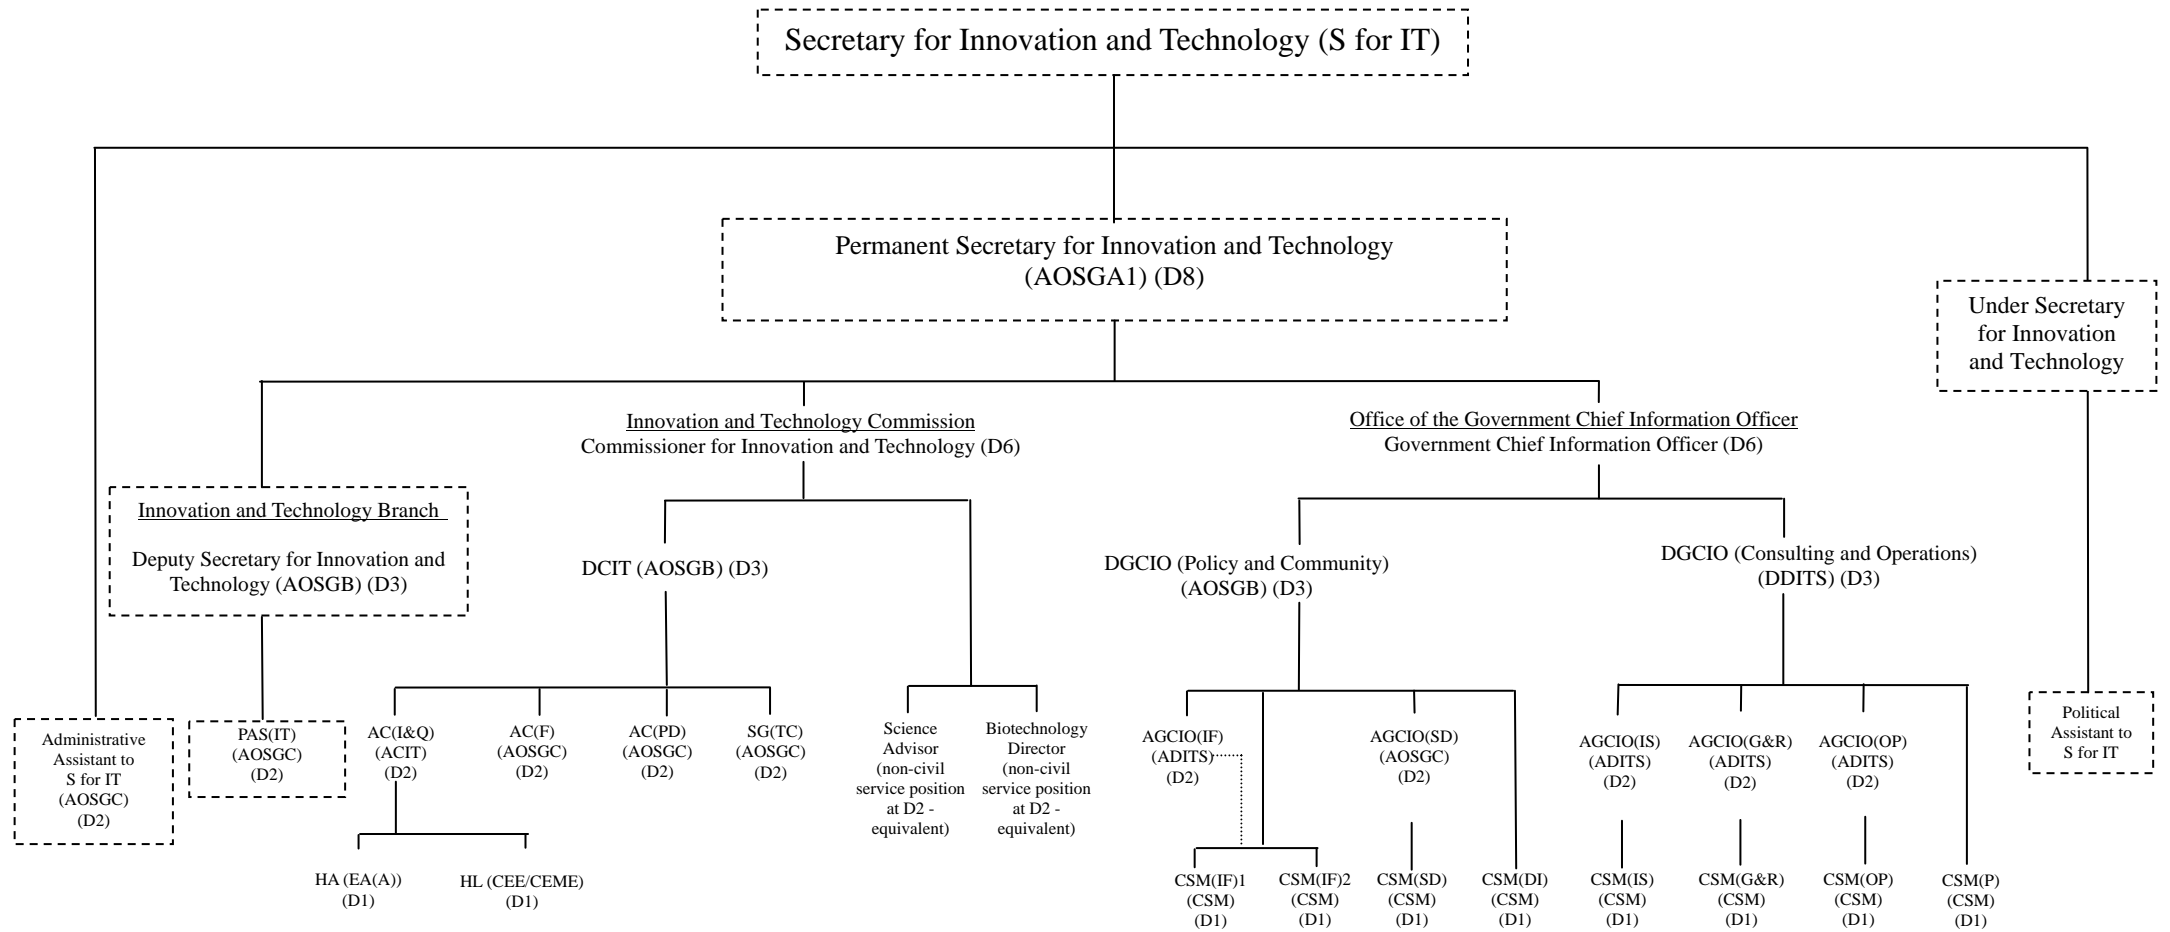 Secretary for Innovation and Technology (S for IT)
Permanent Secretary for Innovation and Technology
(AOSGA1) (D8)
Under Secretary
for Innovation
and Technology
Innovation and Technology Commission
Commissioner for Innovation and Technology (D6)
Office of the Government Chief Information Officer
Government Chief Information Officer (D6)
Innovation and Technology Branch
Deputy Secretary for Innovation and
Technology (AOSGB) (D3)
DCIT (AOSGB) (D3)
DGCIO (Policy and Community)
(AOSGB) (D3)
DGCIO (Consulting and Operations)
(DDITS) (D3)
Administrative
Assistant to
S for IT
(AOSGC)
(D2)
PAS(IT)
(AOSGC)
(D2)
AC(I&Q)
(ACIT)
(D2)
AC(F)
(AOSGC)
(D2)
AC(PD)
(AOSGC)
(D2)
SG(TC)
(AOSGC)
(D2)
Science
Advisor
(non-civil
service position
at D2 -
equivalent)
Biotechnology
Director
(non-civil
service position
at D2 -
equivalent)
AGCIO(IF)
(ADITS)
(D2)
AGCIO(SD)
(AOSGC)
(D2)
AGCIO(IS)
(ADITS)
(D2)
AGCIO(G&R)
(ADITS)
(D2)
AGCIO(OP)
(ADITS)
(D2)
Political
Assistant to
S for IT
HA (EA(A))
(D1)
HL (CEE/CEME)
(D1)
CSM(IF)1
(CSM)
(D1)
CSM(IF)2
(CSM)
(D1)
CSM(SD)
(CSM)
(D1)
CSM(DI)
(CSM)
(D1)
CSM(IS)
(CSM)
(D1)
CSM(G&R)
(CSM)
(D1)
CSM(OP)
(CSM)
(D1)
CSM(P)
(CSM)
(D1)